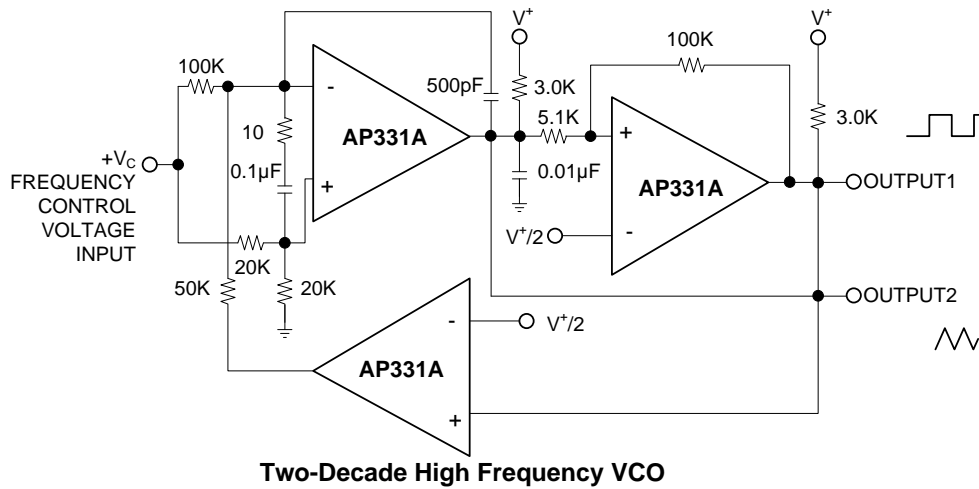 V+
V+
100K
100K
500pF
3.0K
3.0K
-
5.1K
+
10
AP331A
AP331A
+VC
0.1µF
+
0.01µF
FREQUENCY
CONTROL
VOLTAGE
INPUT
OUTPUT1
V+/2
-
20K
50K
20K
OUTPUT2
-
V+/2
AP331A
+
Two-Decade High Frequency VCO